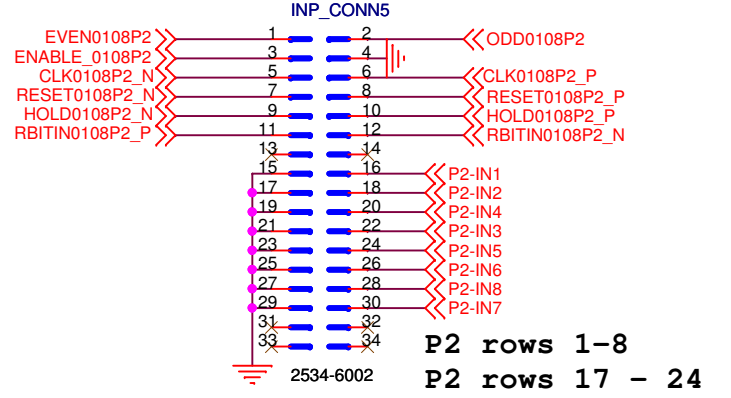 INP_CONN5
EVEN0108P2 1 2 ODD0108P2
ENABLE_0108P2 3 4
CLK0108P2_N 5 6 CLK0108P2_P
RESET0108P2_N 7 8 RESET0108P2_P
HOLD0108P2_N 9 10 HOLD0108P2_P
RBITIN0108P2_P 11 12 RBITIN0108P2_N
13 14
15 16 P2-IN1
17 18 P2-IN2
19 20 P2-IN4
21 22 P2-IN3
23 24 P2-IN5
25 26 P2-IN6
27 28 P2-IN8
29 30 P2-IN7
31 32
33 34
2534-6002
P2 rows 1-8
P2 rows 17 - 24